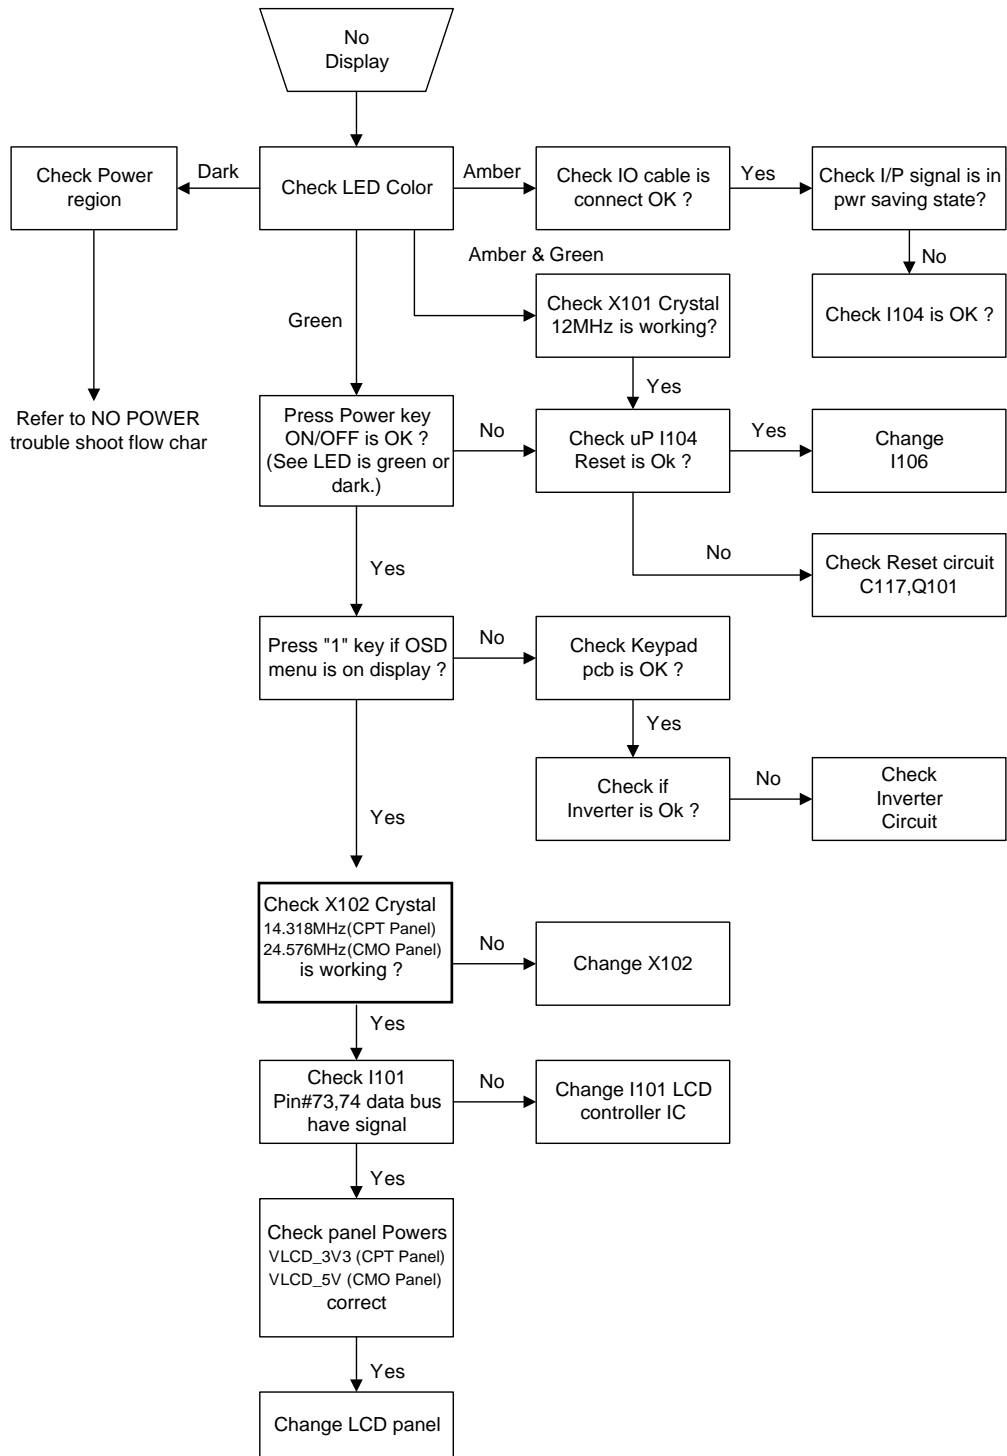 No
Display
Check Power
region
Dark
Check LED Color
Amber
Check IO cable is
connect OK ?
Yes
Check I/P signal is in
pwr saving state?
Amber & Green
No
Green
Check X101 Crystal
12MHz is working?
Check I104 is OK ?
Yes
Refer to NO POWER
trouble shoot flow char
Press Power key
ON/OFF is OK ?
(See LED is green or
dark.)
No
Check uP I104
Reset is Ok ?
Yes
Change
I106
Yes
No
Check Reset circuit
C117,Q101
Press "1" key if OSD
menu is on display ?
No
Check Keypad
pcb is OK ?
Yes
Yes
Check if
Inverter is Ok ?
No
Check
Inverter
Circuit
Check X102 Crystal
14.318MHz(CPT Panel)
24.576MHz(CMO Panel)
is working ?
No
Change X102
Yes
Check I101
Pin#73,74 data bus
have signal
No
Change I101 LCD
controller IC
Yes
Check panel Powers
VLCD_3V3 (CPT Panel)
VLCD_5V (CMO Panel)
correct
Yes
Change LCD panel